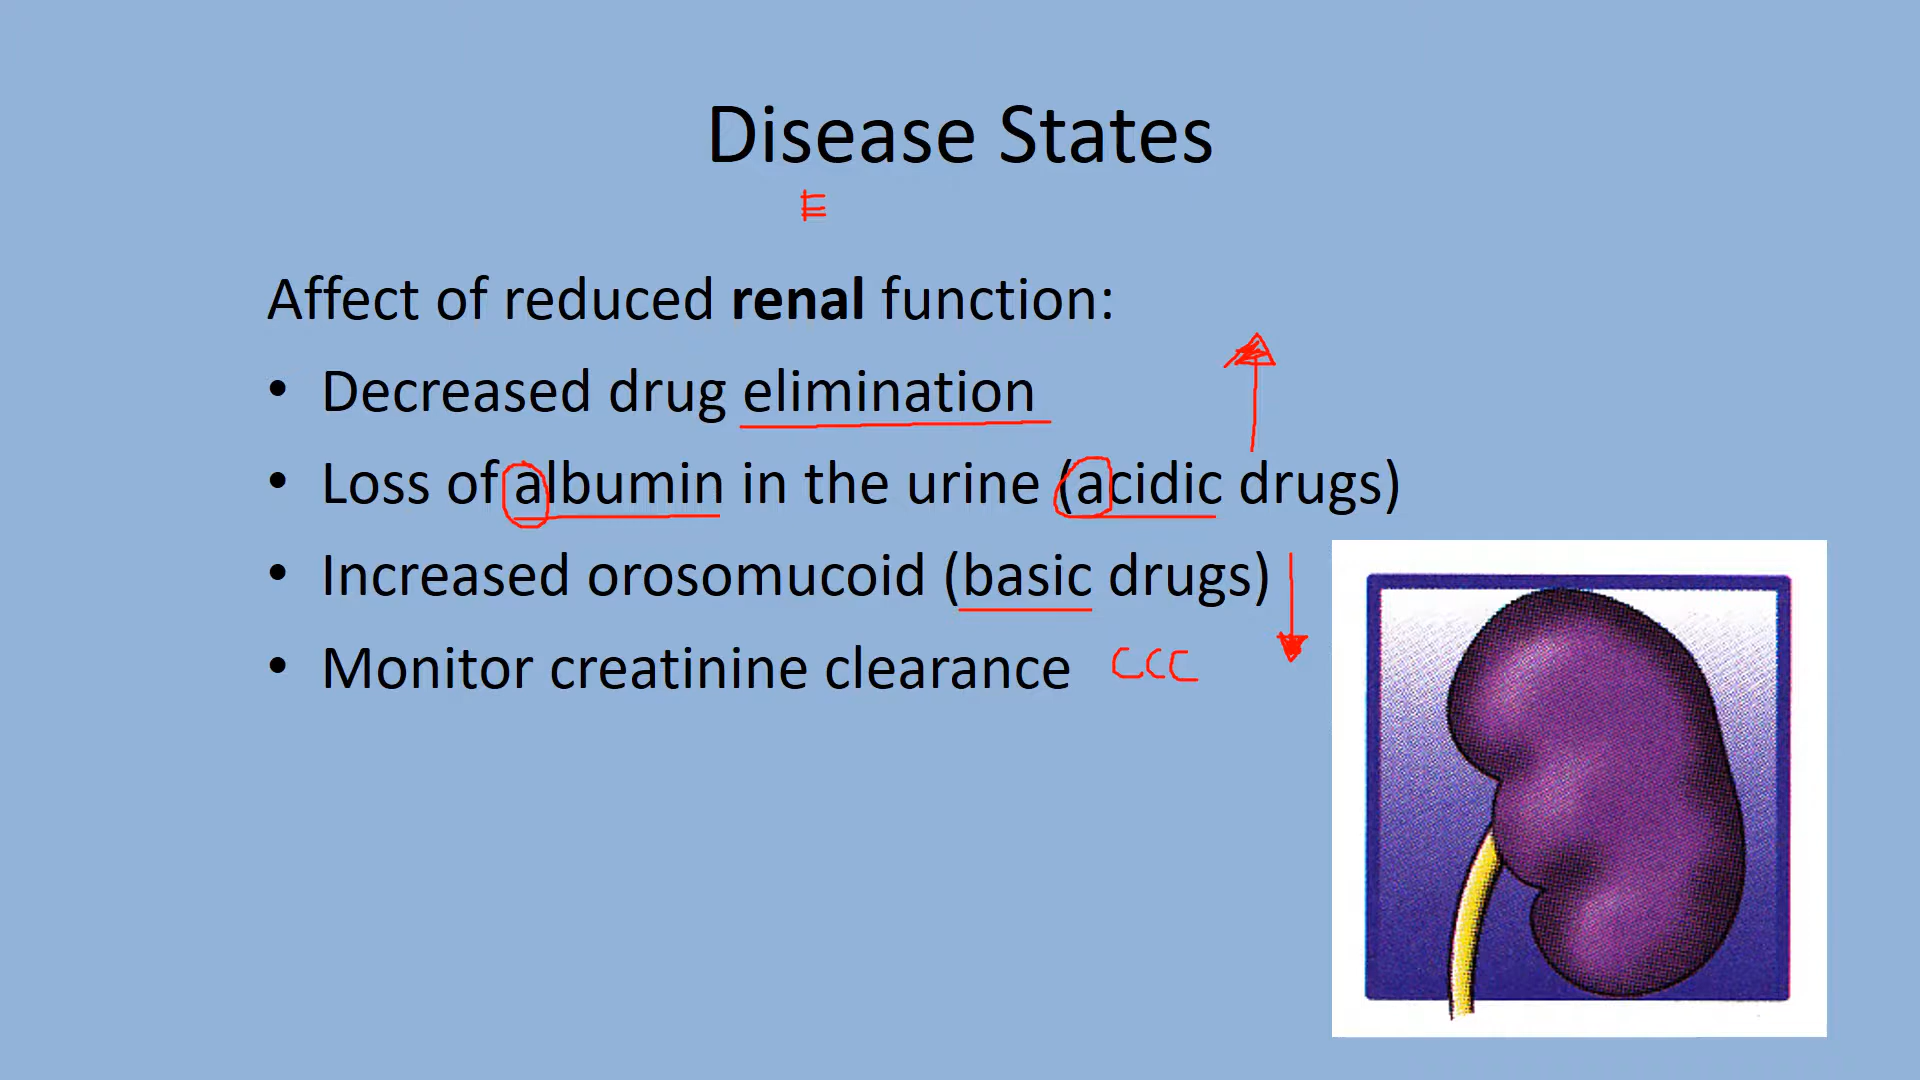 Disease States
E
Affect of reduced renal function:
• Decreased drug elimination
• Loss of albumin in the urine (acidic drugs)
• Increased orosomucoid (basic drugs)
• Monitor creatinine clearance CCC